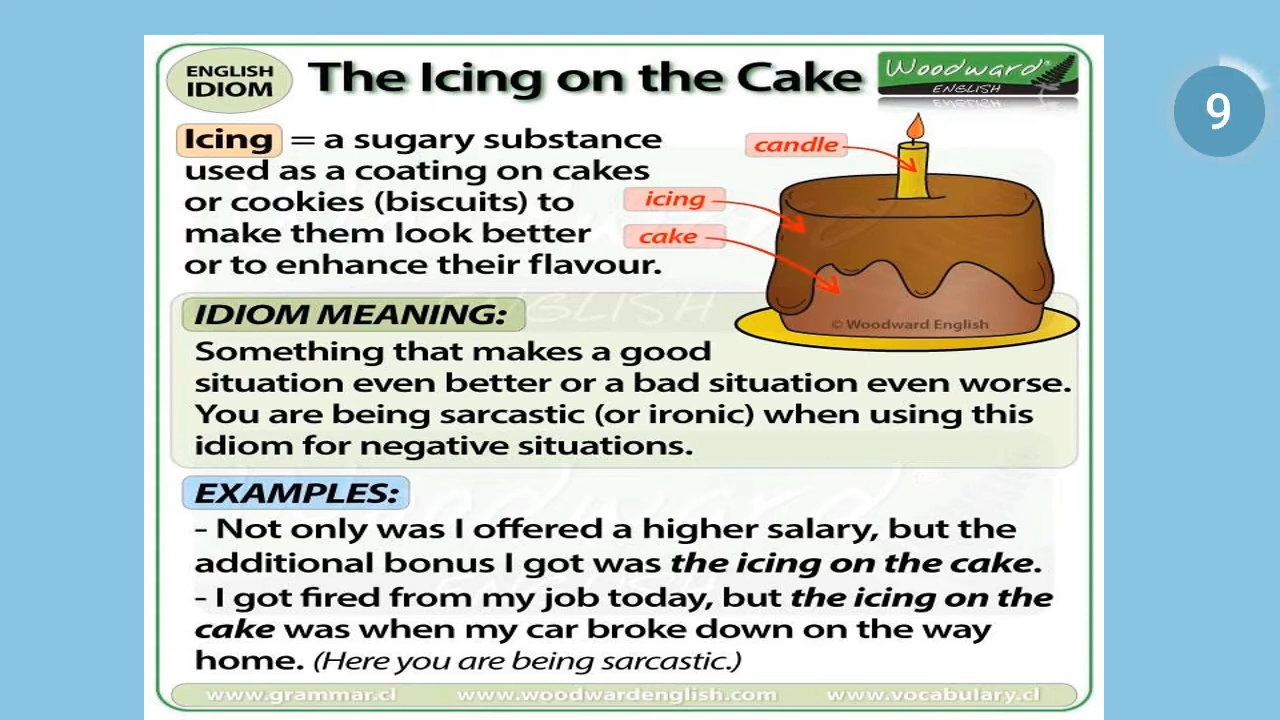 ENGLISH
IDIOM
The Icing on the Cake
Woodward®
ENGLISH
9
Icing = a sugary substance
used as a coating on cakes
or cookies (biscuits) to
make them look better
or to enhance their flavour.
candle
icing
cake
© Woodward English
IDIOM MEANING:
Something that makes a good
situation even better or a bad situation even worse.
You are being sarcastic (or ironic) when using this
idiom for negative situations.
EXAMPLES:
- Not only was I offered a higher salary, but the
additional bonus I got was the icing on the cake.
- I got fired from my job today, but the icing on the
cake was when my car broke down on the way
home. (Here you are being sarcastic.)
www.grammar.cl www.woodwardenglish.com www.vocabulary.cl